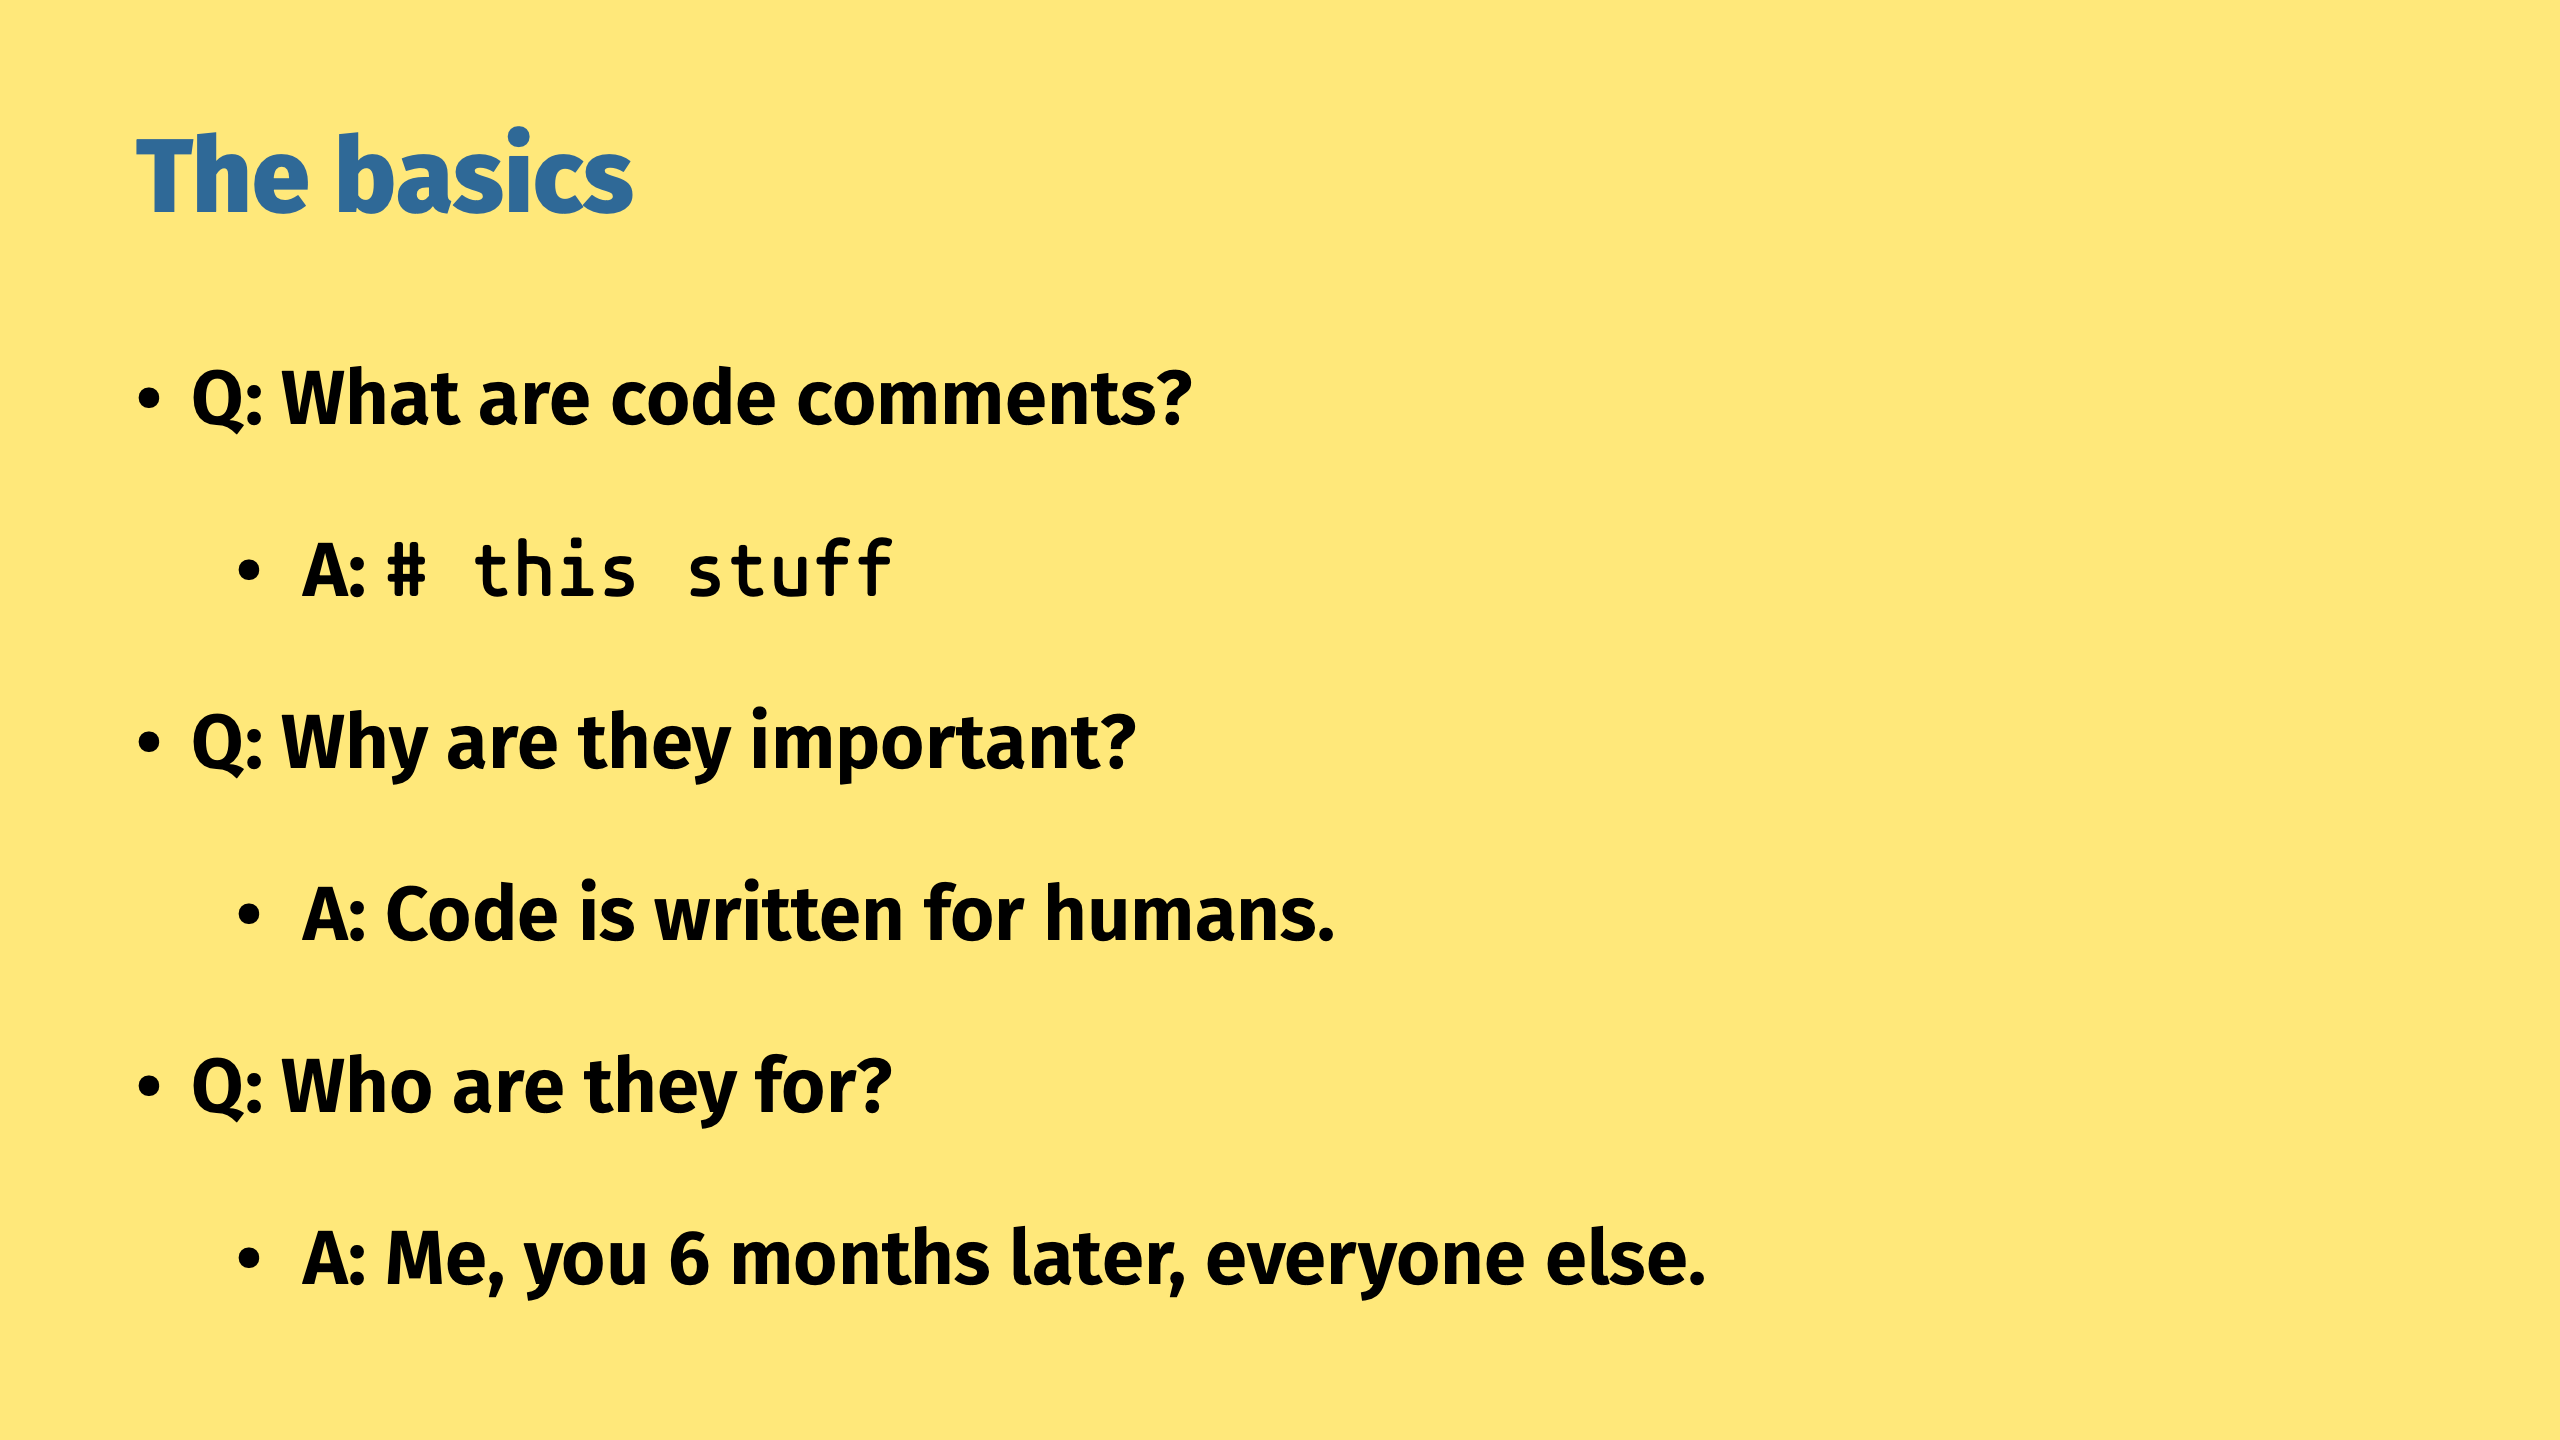 The basics
• Q: What are code comments?
• A: # this stuff
• Q: Why are they important?
• A: Code is written for humans.
• Q: Who are they for?
• A: Me, you 6 months later, everyone else.